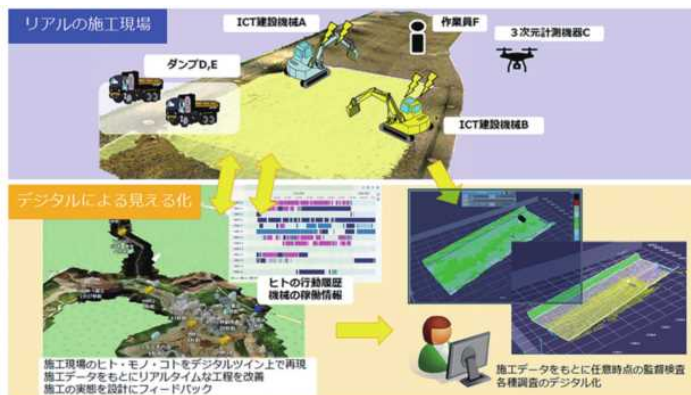 リアルの施工現場
ICT建設機械A
作業員F
3次元計測機器C
ダンプD,E
ICT建設機械B
デジタルによる見える化
ヒトの行動履歴
機械の稼働情報
施工現場のヒト・モノ・コトをデジタルツイン上で再現
施工データをもとにリアルタイムな工程を改善
施工の実態を設計にフィードバック
施工データをもとに任意時点の監督検査
各種調査のデジタル化